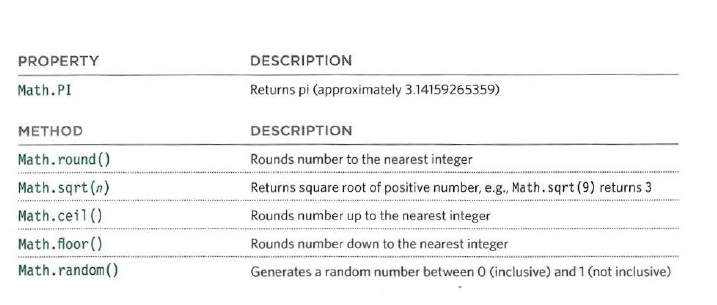 PROPERTY DESCRIPTION
Math.PI Returns pi (approximately 3.14159265359)
METHOD DESCRIPTION
Math.round() Rounds number to the nearest integer
Math.sqrt(n) Returns square root of positive number, e.g., Math.sqrt(9) returns 3
Math.ceil() Rounds number up to the nearest integer
Math.floor() Rounds number down to the nearest integer
Math.random() Generates a random number between 0 (inclusive) and 1 (not inclusive)